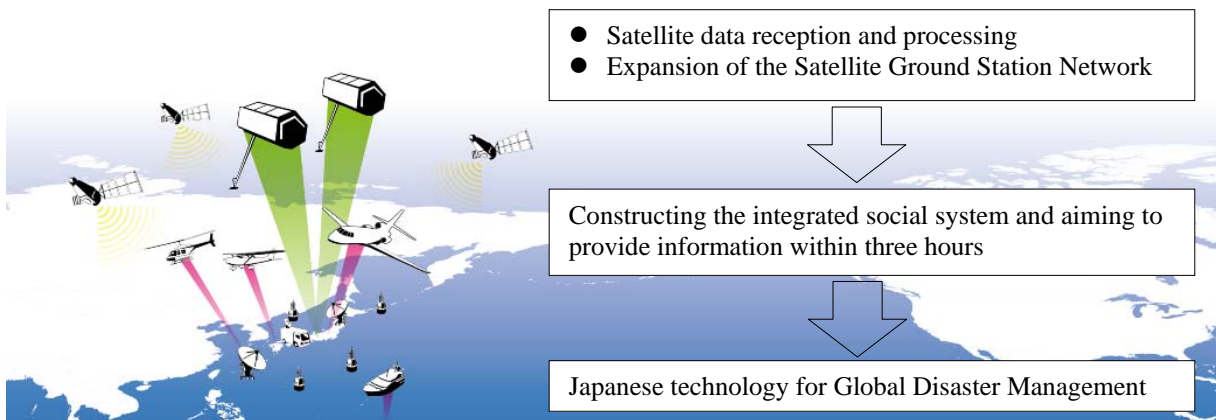 ● Satellite data reception and processing
● Expansion of the Satellite Ground Station Network
Constructing the integrated social system and aiming to
provide information within three hours
Japanese technology for Global Disaster Management